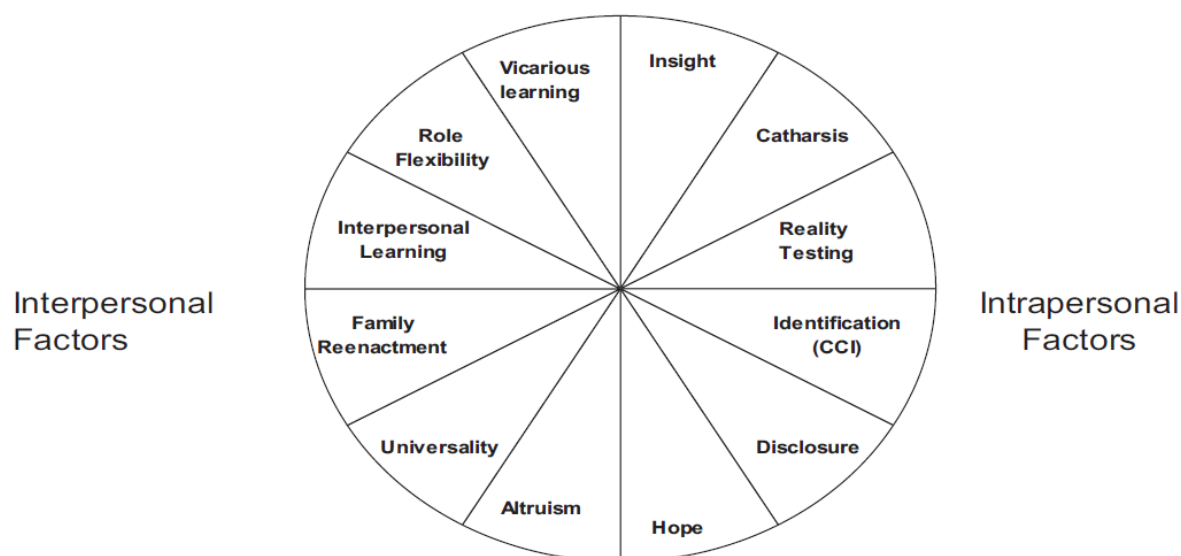 Vicarious
learning
Insight
Role
Flexibility
Catharsis
Interpersonal
Learning
Reality
Testing
Interpersonal
Factors
Intrapersonal
Factors
Family
Reenactment
Identification
(CCI)
Universality
Disclosure
Altruism
Hope